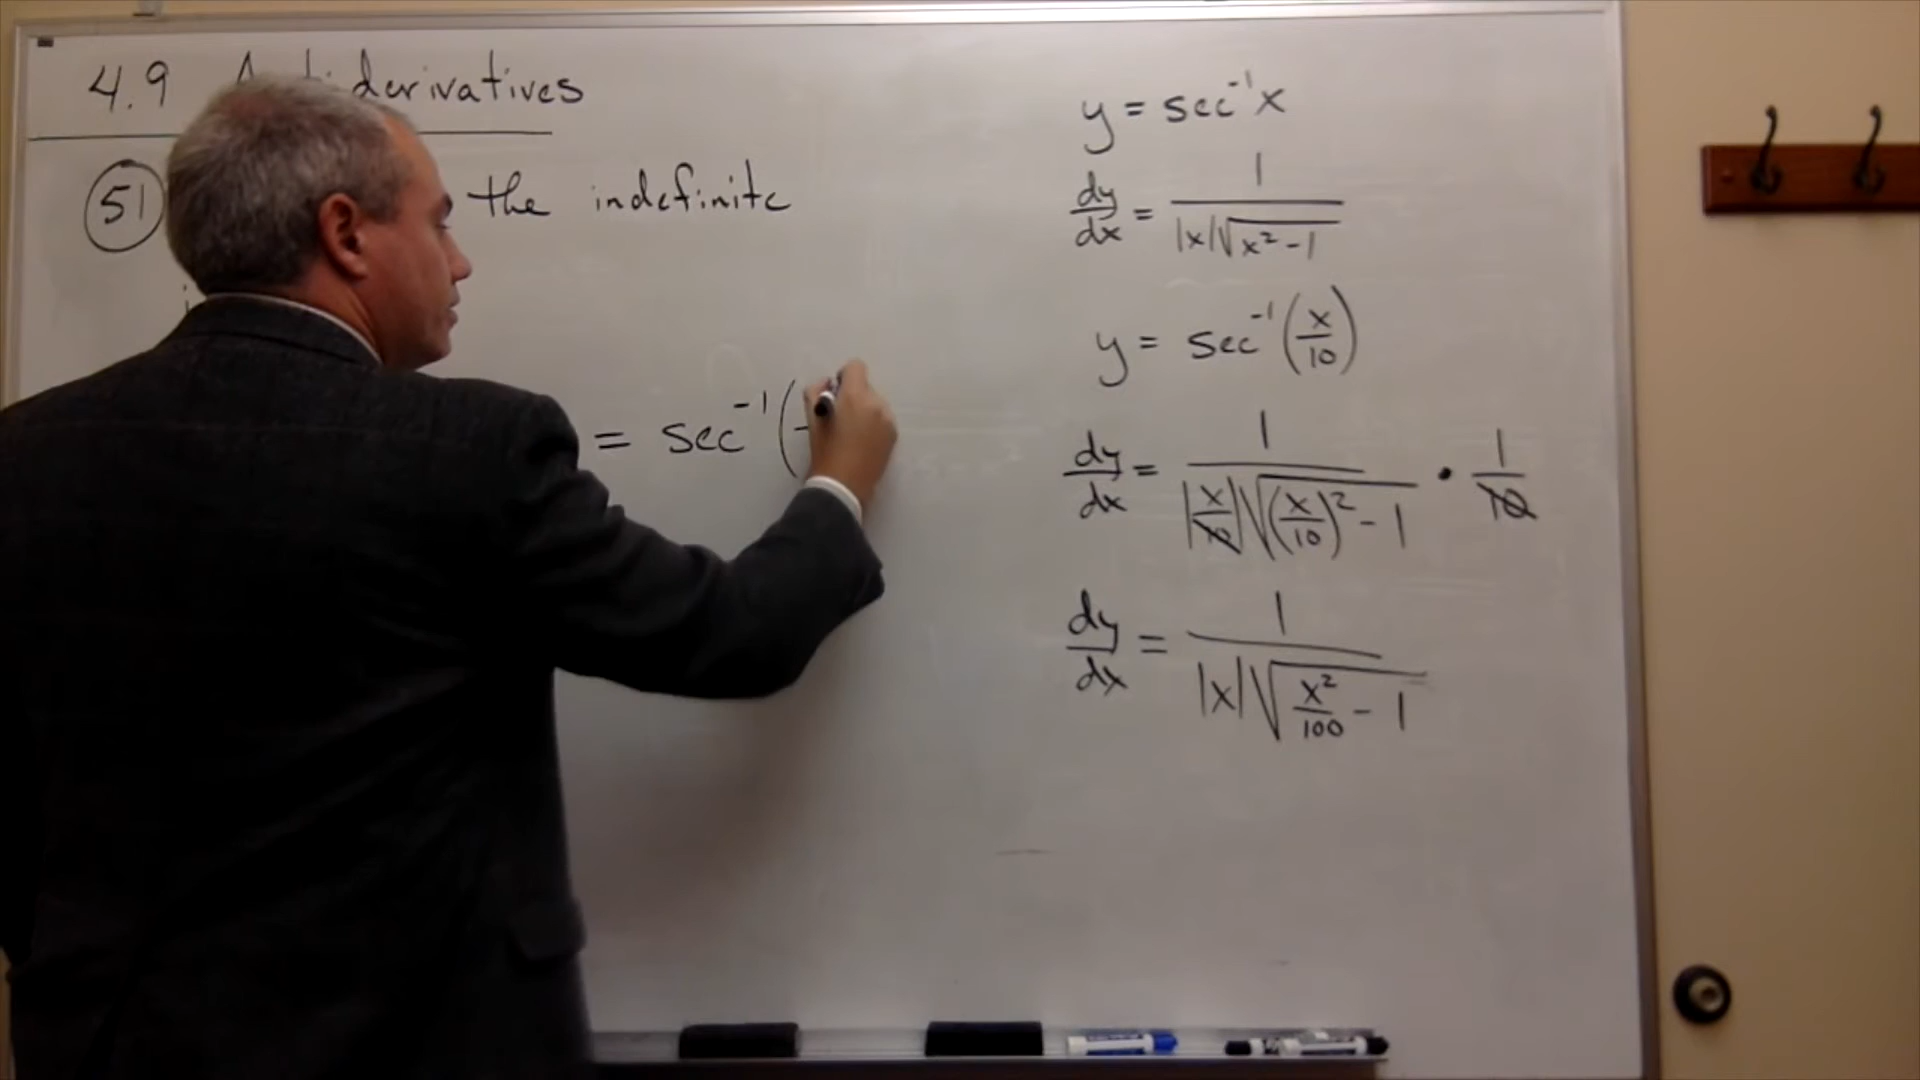 4.9 Antiderivatives
51 the indefinite
= sec⁻¹(
y = sec⁻¹x
dy/dx = 1/(|x|√(x²-1))
y = sec⁻¹(x/10)
dy/dx = 1/(|x/10|√((x/10)²-1)) • 1/10
dy/dx = 1/(|x|√(x²/100 - 1))